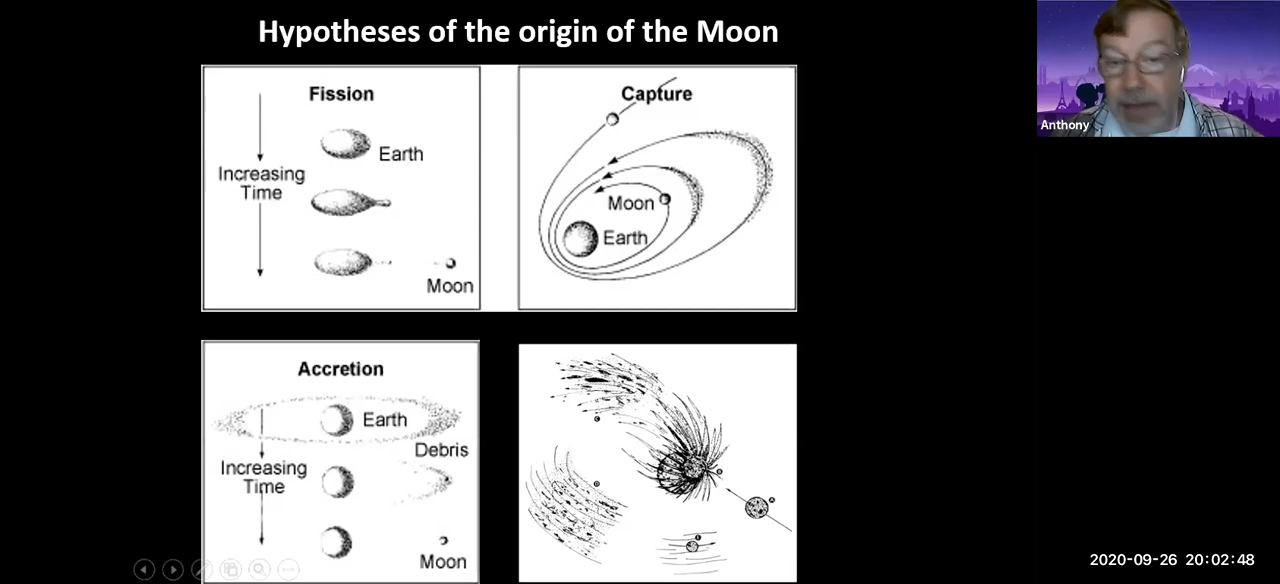 Hypotheses of the origin of the Moon
Fission
Earth
Increasing
Time
Moon
Capture
Moon
Earth
Accretion
Earth
Debris
Increasing
Time
Moon
Anthony
2020-09-26 20:02:48